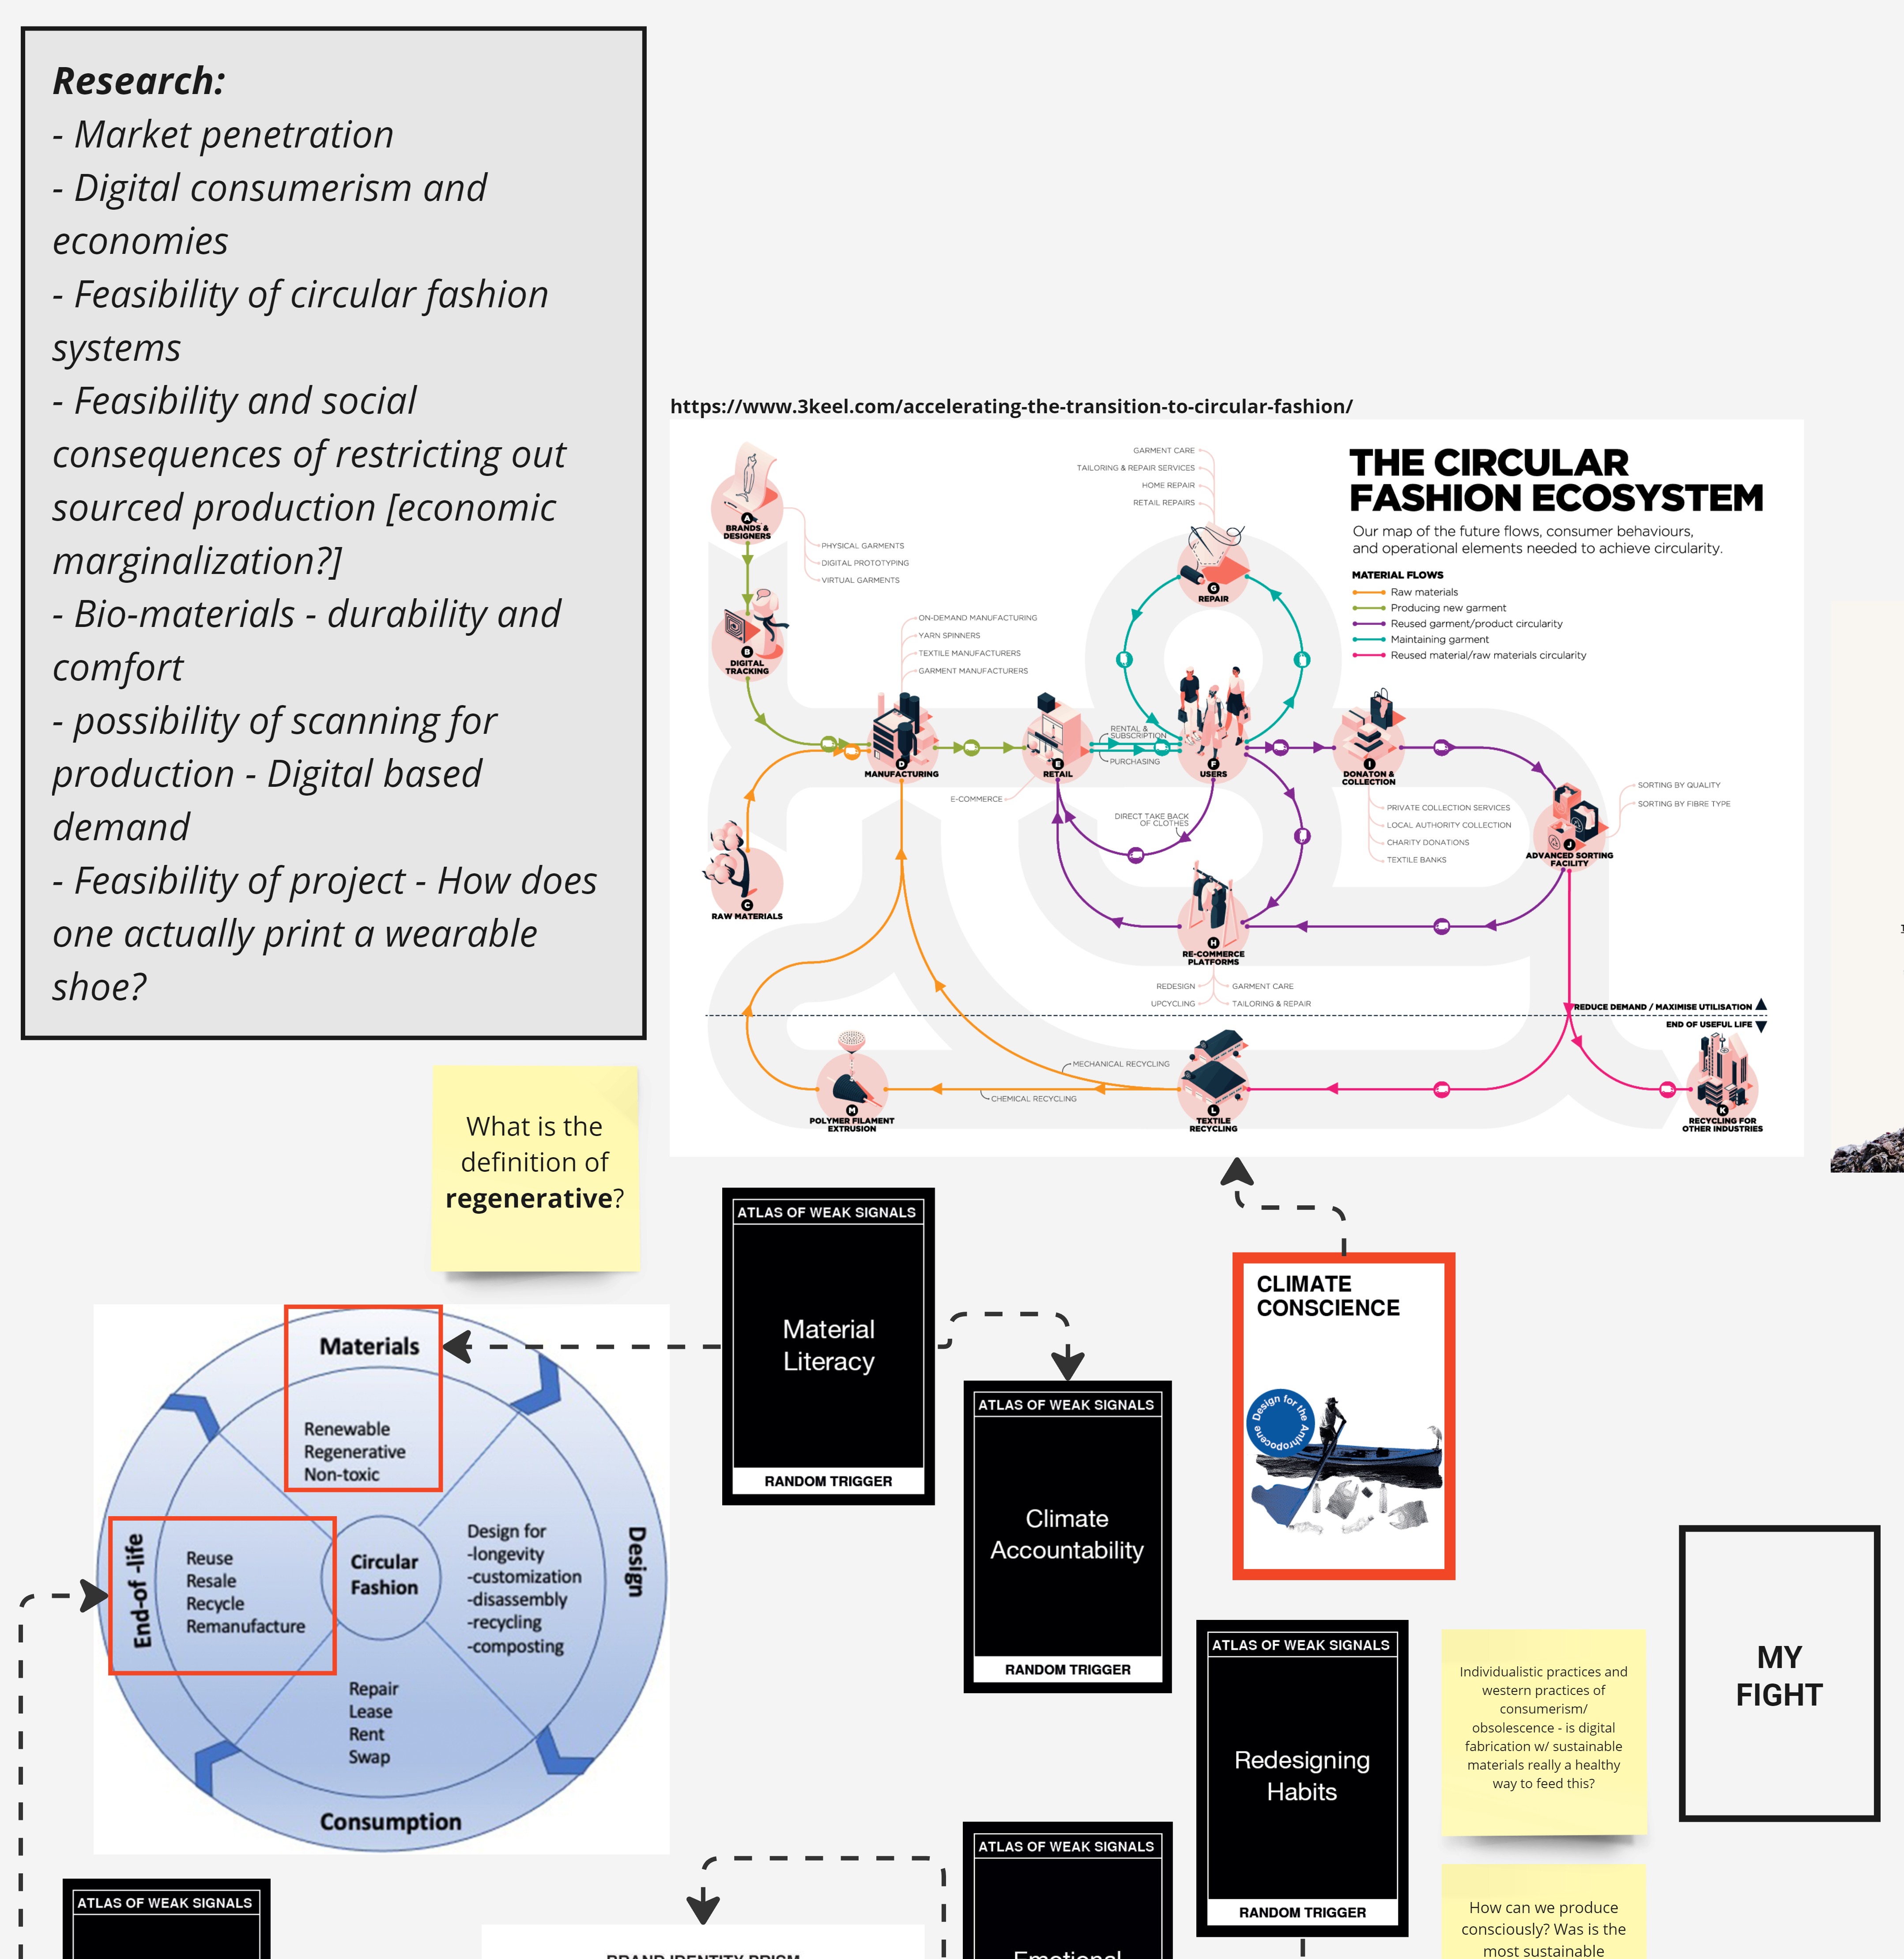 Research:
- Market penetration
- Digital consumerism and
economies
- Feasibility of circular fashion
systems
- Feasibility and social
consequences of restricting out
sourced production [economic
marginalization?]
- Bio-materials - durability and
comfort
- possibility of scanning for
production - Digital based
demand
- Feasibility of project - How does
one actually print a wearable
shoe?
https://www.3keel.com/accelerating-the-transition-to-circular-fashion/
THE CIRCULAR
FASHION ECOSYSTEM
Our map of the future flows, consumer behaviours,
and operational elements needed to achieve circularity.
MATERIAL FLOWS
Raw materials
Producing new garment
Reused garment/product circularity
Maintaining garment
Reused material/raw materials circularity
A
BRANDS &
DESIGNERS
PHYSICAL GARMENTS
DIGITAL PROTOTYPING
VIRTUAL GARMENTS
B
DIGITAL
TRACKING
C
RAW MATERIALS
ON-DEMAND MANUFACTURING
YARN SPINNERS
TEXTILE MANUFACTURERS
GARMENT MANUFACTURERS
D
MANUFACTURING
E
RETAIL
E-COMMERCE
RENTAL &
SUBSCRIPTION
PURCHASING
F
USERS
GARMENT CARE
TAILORING & REPAIR SERVICES
HOME REPAIR
RETAIL REPAIRS
G
REPAIR
DIRECT TAKE BACK
OF CLOTHES
H
RE-COMMERCE
PLATFORMS
REDESIGN
GARMENT CARE
UPCYCLING
TAILORING & REPAIR
I
DONATON &
COLLECTION
PRIVATE COLLECTION SERVICES
LOCAL AUTHORITY COLLECTION
CHARITY DONATIONS
TEXTILE BANKS
SORTING BY QUALITY
SORTING BY FIBRE TYPE
J
ADVANCED SORTING
FACILITY
REDUCE DEMAND / MAXIMISE UTILISATION
END OF USEFUL LIFE
K
RECYCLING FOR
OTHER INDUSTRIES
L
TEXTILE
RECYCLING
MECHANICAL RECYCLING
CHEMICAL RECYCLING
M
POLYMER FILAMENT
EXTRUSION
What is the
definition of
regenerative?
ATLAS OF WEAK SIGNALS
Material
Literacy
RANDOM TRIGGER
ATLAS OF WEAK SIGNALS
Climate
Accountability
RANDOM TRIGGER
CLIMATE
CONSCIENCE
Design for the Anthropocene
Materials
Renewable
Regenerative
Non-toxic
Design
Design for
-longevity
-customization
-disassembly
-recycling
-composting
Circular
Fashion
End-of -life
Reuse
Resale
Recycle
Remanufacture
Repair
Lease
Rent
Swap
Consumption
ATLAS OF WEAK SIGNALS
Redesigning
Habits
RANDOM TRIGGER
Individualistic practices and
western practices of
consumerism/
obsolescence - is digital
fabrication w/ sustainable
materials really a healthy
way to feed this?
MY
FIGHT
How can we produce
consciously? Was is the
most sustainable
ATLAS OF WEAK SIGNALS
Emotional
ATLAS OF WEAK SIGNALS
BRAND IDENTITY PRISM